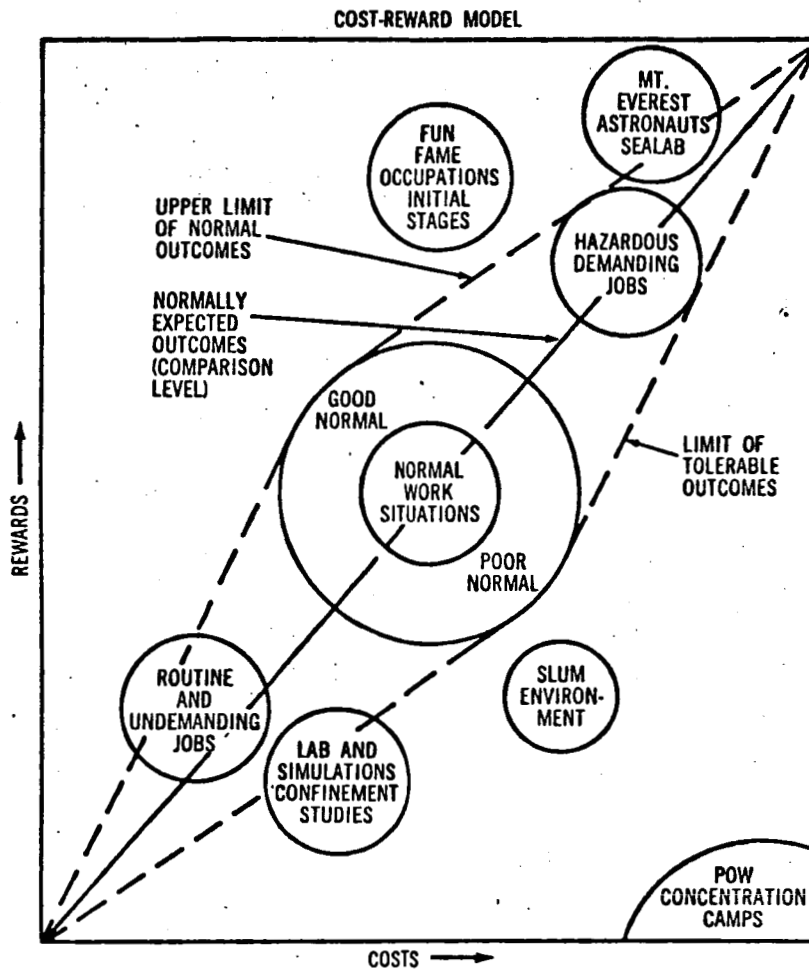 COST-REWARD MODEL
MT.
EVEREST
ASTRONAUTS
SEALAB
FUN
FAME
OCCUPATIONS
INITIAL
STAGES
UPPER LIMIT
OF NORMAL
OUTCOMES
HAZARDOUS
DEMANDING
JOBS
NORMALLY
EXPECTED
OUTCOMES
(COMPARISON
LEVEL)
GOOD
NORMAL
LIMIT OF
TOLERABLE
OUTCOMES
NORMAL
WORK
SITUATIONS
REWARDS
POOR
NORMAL
ROUTINE
AND
UNDEMANDING
JOBS
SLUM
ENVIRON-
MENT
LAB AND
SIMULATIONS
CONFINEMENT
STUDIES
POW
CONCENTRATION
CAMPS
COSTS